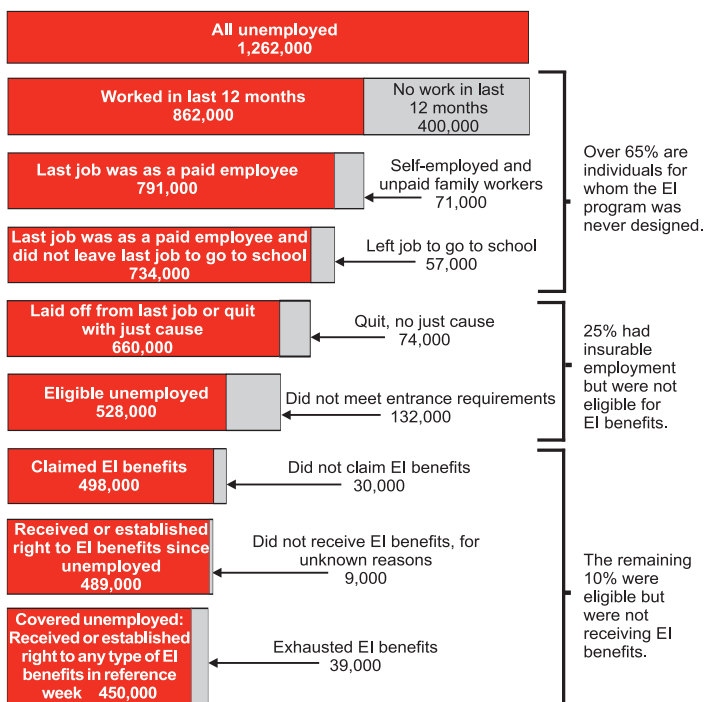 All unemployed
1,262,000
Worked in last 12 months
862,000
No work in last
12 months
400,000
Last job was as a paid employee
791,000
Self-employed and
unpaid family workers
71,000
Last job was as a paid employee and
did not leave last job to go to school
734,000
Left job to go to school
57,000
Over 65% are
individuals for
whom the EI
program was
never designed.
Laid off from last job or quit
with just cause
660,000
Quit, no just cause
74,000
Eligible unemployed
528,000
Did not meet entrance requirements
132,000
25% had
insurable
employment
but were not
eligible for
EI benefits.
Claimed EI benefits
498,000
Did not claim EI benefits
30,000
Received or established
right to EI benefits since
unemployed
489,000
Did not receive EI benefits, for
unknown reasons
9,000
Covered unemployed:
Received or established
right to any type of EI
benefits in reference
week 450,000
Exhausted EI benefits
39,000
The remaining
10% were
eligible but
were not
receiving EI
benefits.